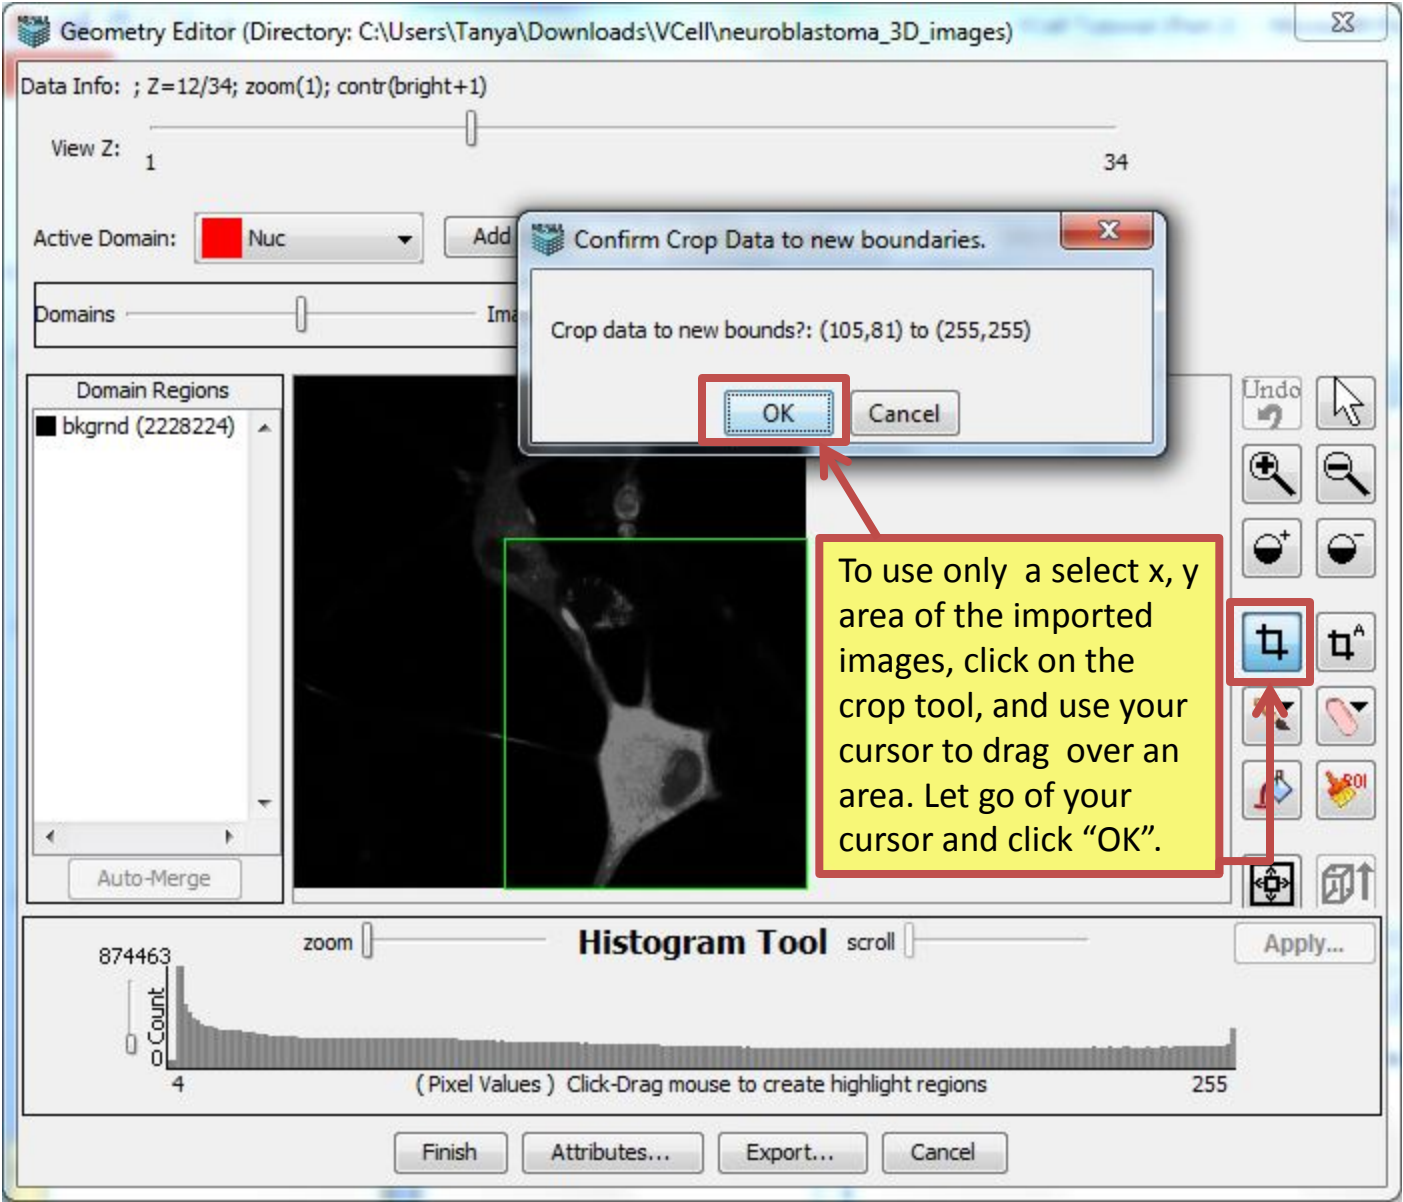 Geometry Editor (Directory: C:\Users\Tanya\Downloads\VCell\neuroblastoma_3D_images)
Data Info: ; Z=12/34; zoom(1); contr(bright+1)
View Z:
1
34
Active Domain:
Nuc
Add
Domains
Ima
Confirm Crop Data to new boundaries.
Crop data to new bounds?: (105,81) to (255,255)
OK
Cancel
Domain Regions
bkgrnd (2228224)
Auto-Merge
Undo
A
ROI
To use only a select x, y
area of the imported
images, click on the
crop tool, and use your
cursor to drag over an
area. Let go of your
cursor and click “OK”.
zoom
Histogram Tool
scroll
Apply...
874463
Count
0
4
( Pixel Values ) Click-Drag mouse to create highlight regions
255
Finish
Attributes...
Export...
Cancel